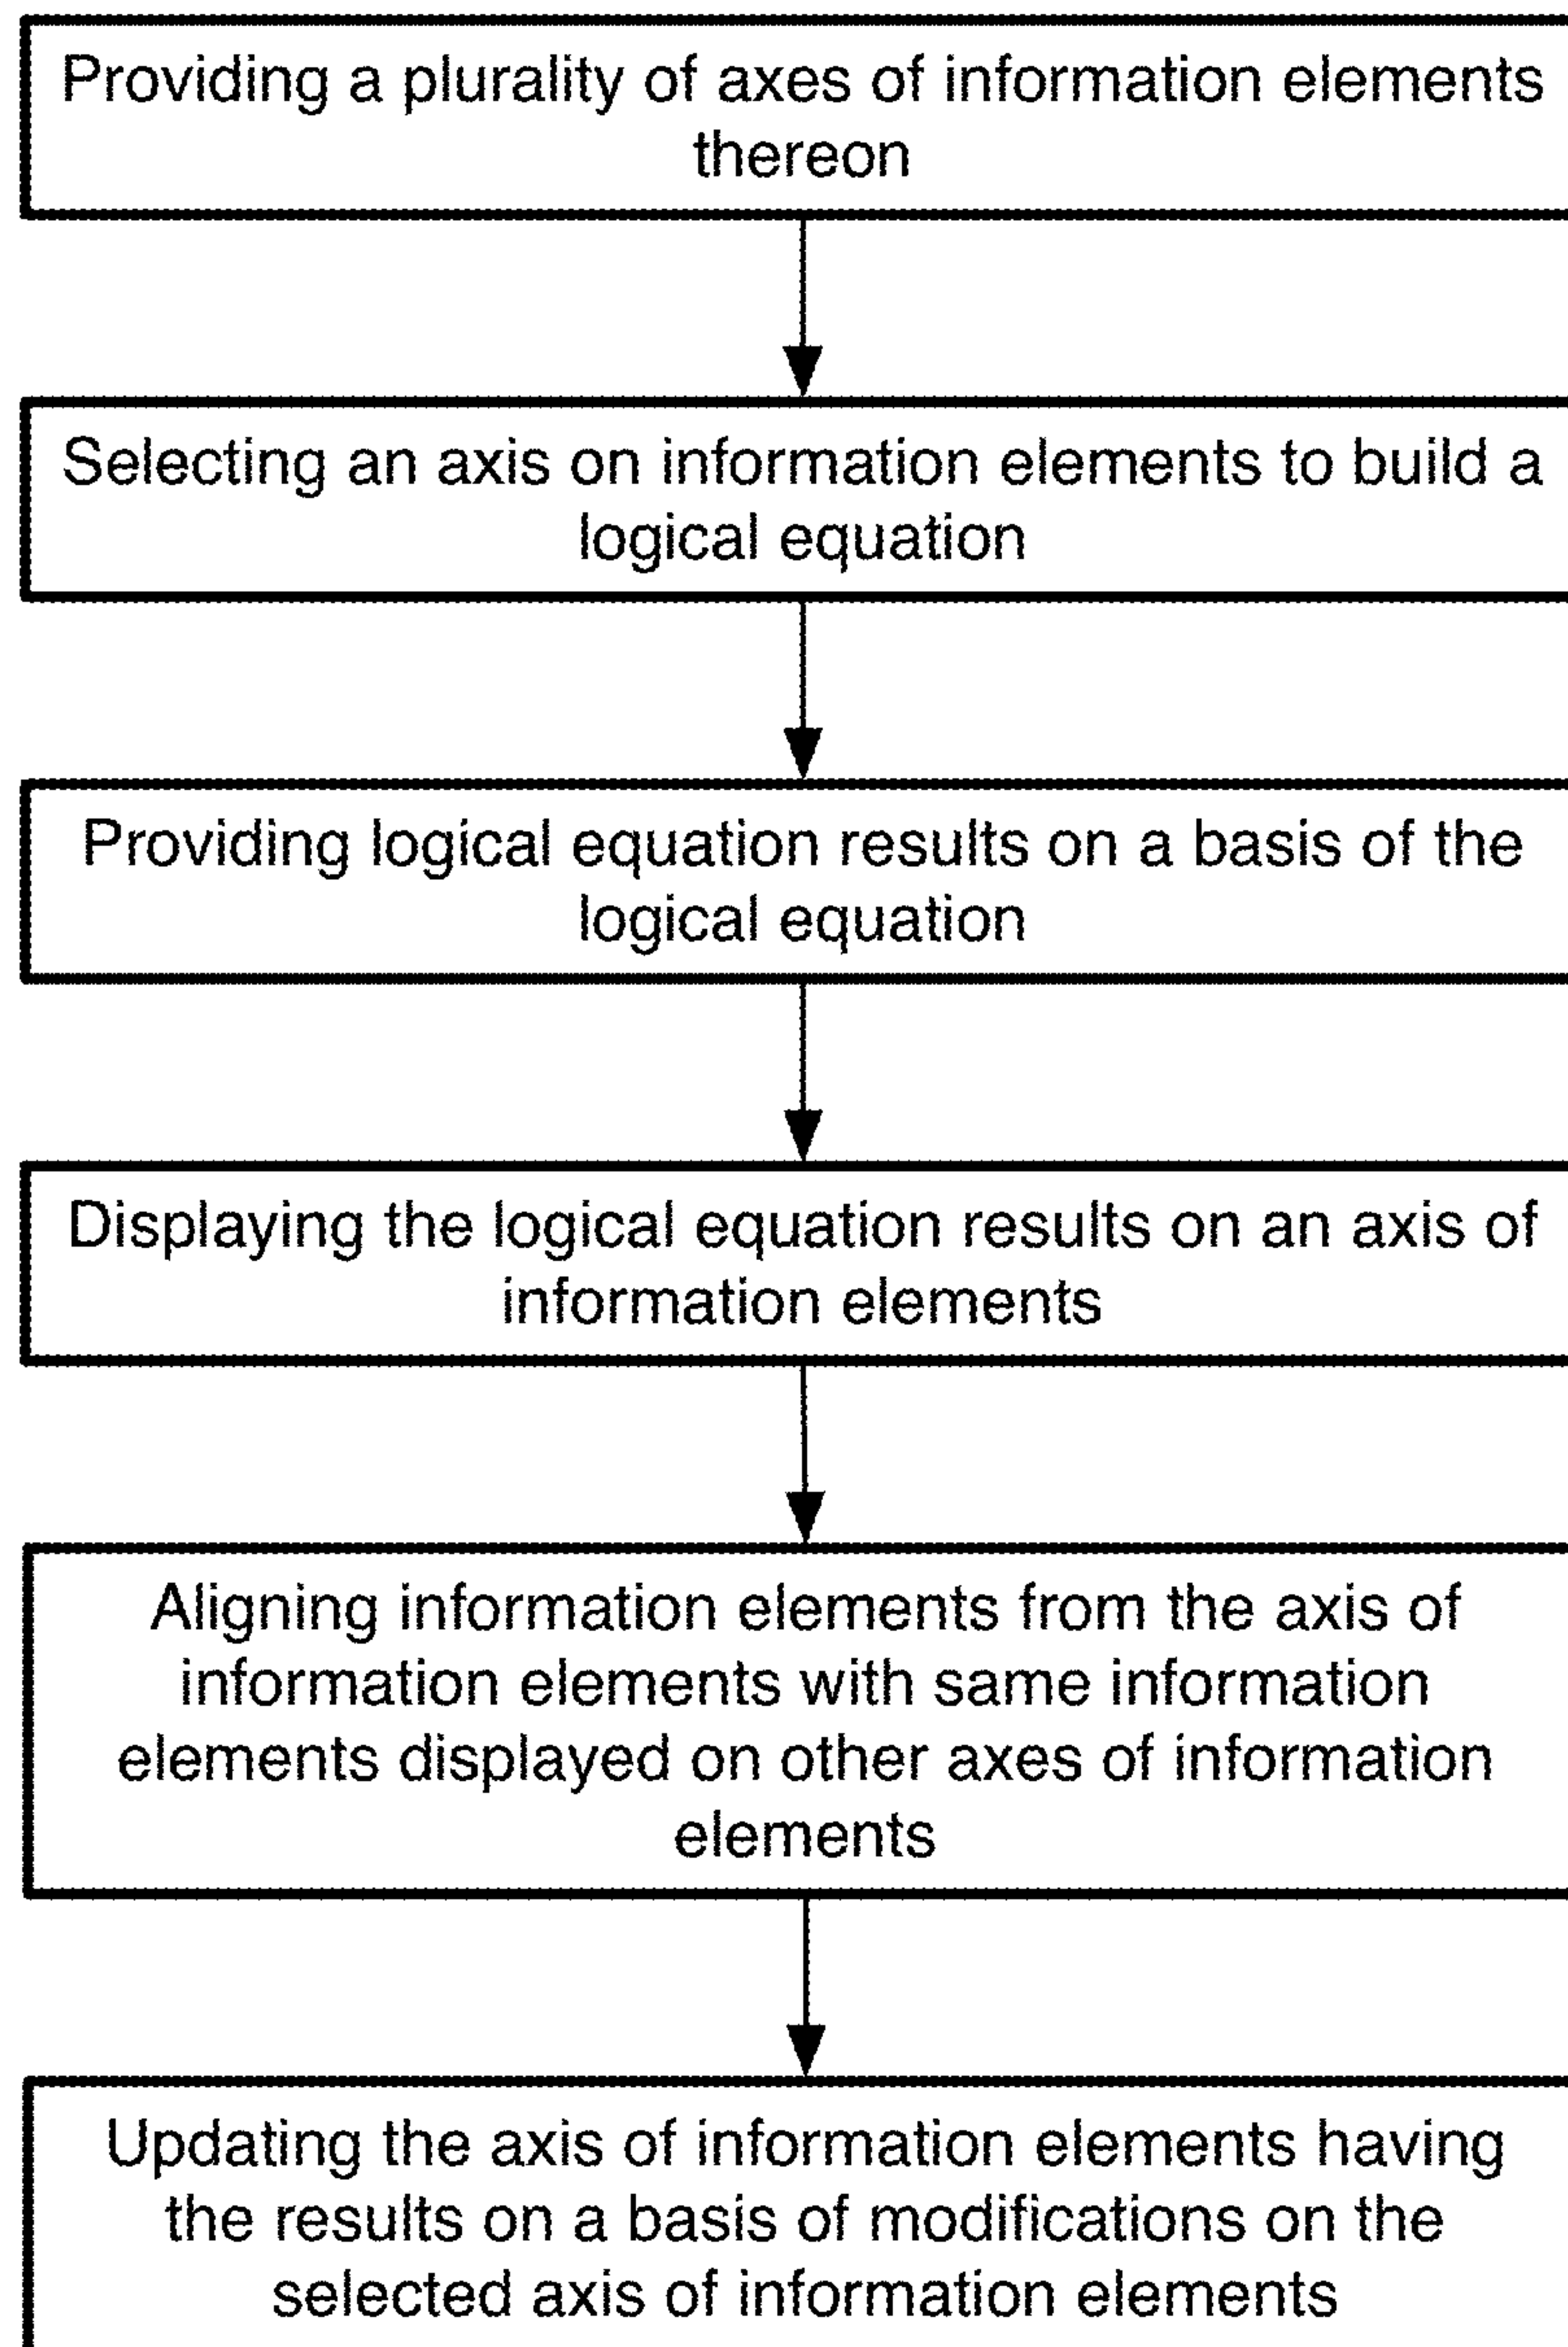 Providing a plurality of axes of information elements
thereon
Selecting an axis on information elements to build a
logical equation
Providing logical equation results on a basis of the
logical equation
Displaying the logical equation results on an axis of
information elements
Aligning information elements from the axis of
information elements with same information
elements displayed on other axes of information
elements
Updating the axis of information elements having
the results on a basis of modifications on the
selected axis of information elements